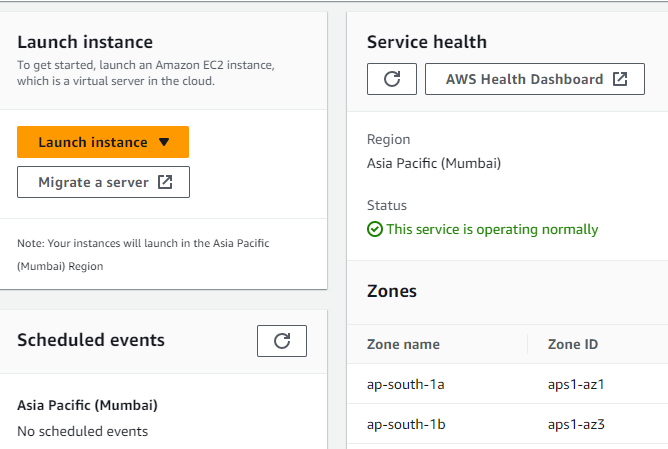 Launch instance
To get started, launch an Amazon EC2 instance,
which is a virtual server in the cloud.
Launch instance
Migrate a server
Note: Your instances will launch in the Asia Pacific
(Mumbai) Region
Scheduled events
Asia Pacific (Mumbai)
No scheduled events
Service health
AWS Health Dashboard
Region
Asia Pacific (Mumbai)
Status
This service is operating normally
Zones
Zone name Zone ID
ap-south-1a aps1-az1
ap-south-1b aps1-az3